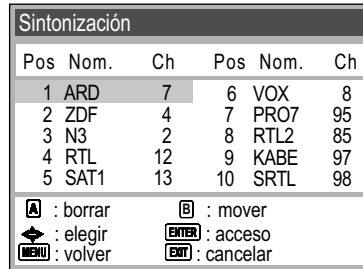 Sintonización
Pos Nom. Ch Pos Nom. Ch
1 ARD 7 6 VOX 8
2 ZDF 4 7 PRO7 95
3 N3 2 8 RTL2 85
4 RTL 12 9 KABE 97
5 SAT1 13 10 SRTL 98
A : borrar B : mover
: elegir ENTER : acceso
MENU : volver EXIT : cancelar